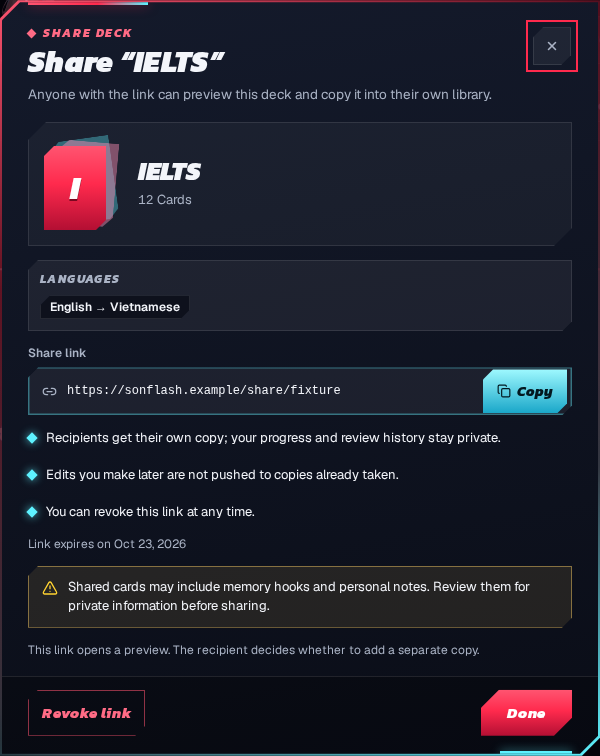 SHARE DECK
Share “IELTS”
Anyone with the link can preview this deck and copy it into their own library.
I
IELTS
12 Cards
LANGUAGES
English → Vietnamese
Share link
https://sonflash.example/share/fixture
Copy
Recipients get their own copy; your progress and review history stay private.
Edits you make later are not pushed to copies already taken.
You can revoke this link at any time.
Link expires on Oct 23, 2026
Shared cards may include memory hooks and personal notes. Review them for
private information before sharing.
This link opens a preview. The recipient decides whether to add a separate copy.
Revoke link
Done